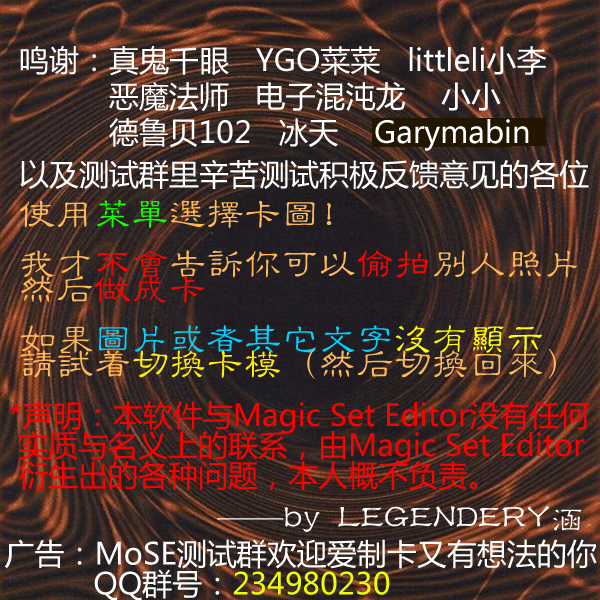 鸣谢：真鬼千眼 YGO菜菜 littleli小李
恶魔法师 电子混沌龙 小小
德鲁贝102 冰天 Garymabin
以及测试群里辛苦测试积极反馈意见的各位
使用菜單選擇卡圖！
我才不會告訴你可以偷拍別人照片
然后做成卡
如果圖片或者其它文字沒有顯示
請試着切換卡模（然后切換回來）
*声明：本软件与Magic Set Editor没有任何
实质与名义上的联系，由Magic Set Editor
衍生出的各种问题，本人概不负责。
——by LEGENDERY涵
广告：MoSE测试群欢迎爱制卡又有想法的你
QQ群号：234980230